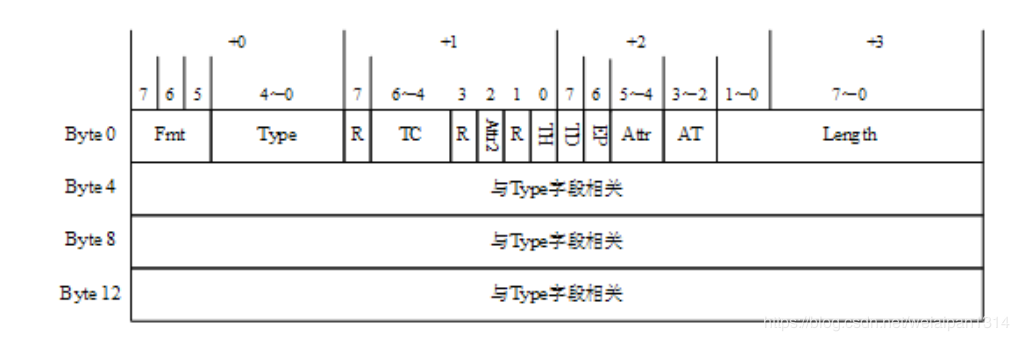 +0 +1 +2 +3
7 6 5 4~0 7 6~4 3 2 1 0 7 6 5~4 3~2 1~0 7~0
Byte 0 Fmt Type R TC R Attr2 R TH TD EP Attr AT Length
Byte 4 与Type字段相关
Byte 8 与Type字段相关
Byte 12 与Type字段相关
https://blog.csdn.net/weitaipan1314